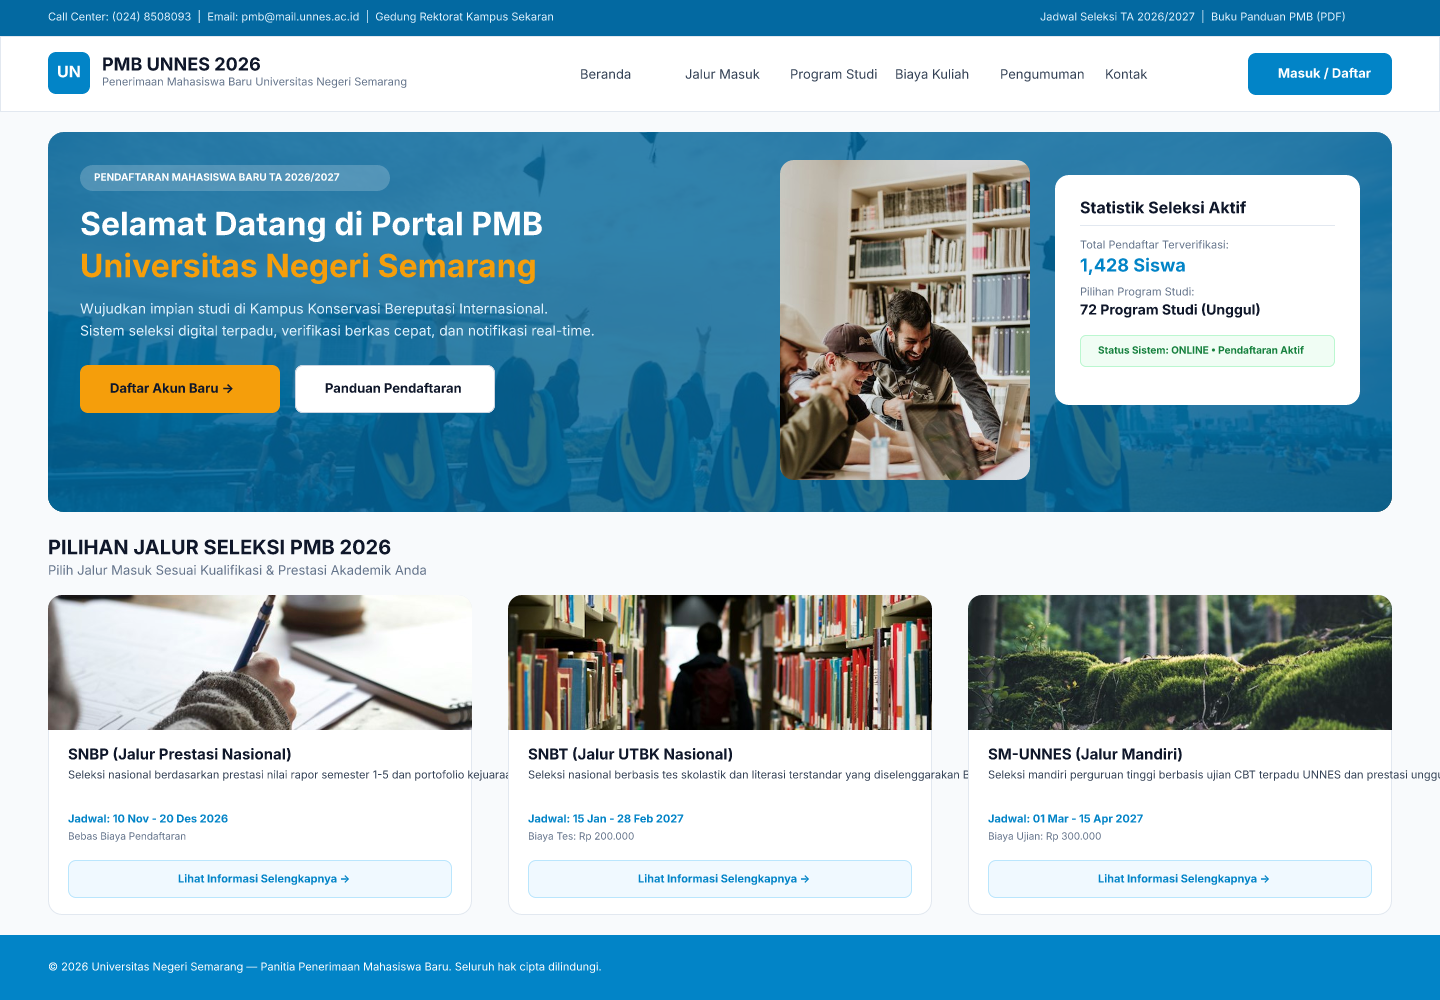 Call Center: (024) 8508093 | Email: pmb@mail.unnes.ac.id | Gedung Rektorat Kampus Sekaran
Jadwal Seleksi TA 2026/2027 | Buku Panduan PMB (PDF)
UN
PMB UNNES 2026
Penerimaan Mahasiswa Baru Universitas Negeri Semarang
Beranda
Jalur Masuk
Program Studi
Biaya Kuliah
Pengumuman
Kontak
Masuk / Daftar
PENDAFTARAN MAHASISWA BARU TA 2026/2027
Selamat Datang di Portal PMB
Universitas Negeri Semarang
Wujudkan impian studi di Kampus Konservasi Bereputasi Internasional.
Sistem seleksi digital terpadu, verifikasi berkas cepat, dan notifikasi real-time.
Daftar Akun Baru →
Panduan Pendaftaran
Statistik Seleksi Aktif
Total Pendaftar Terverifikasi:
1,428 Siswa
Pilihan Program Studi:
72 Program Studi (Unggul)
Status Sistem: ONLINE • Pendaftaran Aktif
PILIHAN JALUR SELEKSI PMB 2026
Pilih Jalur Masuk Sesuai Kualifikasi & Prestasi Akademik Anda
SNBP (Jalur Prestasi Nasional)
Seleksi nasional berdasarkan prestasi nilai rapor semester 1-5 dan portofolio
Jadwal: 10 Nov - 20 Des 2026
Bebas Biaya Pendaftaran
Lihat Informasi Selengkapnya →
SNBT (Jalur UTBK Nasional)
Seleksi nasional berbasis tes skolastik dan literasi terstandar yang diselenggarakan
Jadwal: 15 Jan - 28 Feb 2027
Biaya Tes: Rp 200.000
Lihat Informasi Selengkapnya →
SM-UNNES (Jalur Mandiri)
Seleksi mandiri perguruan tinggi berbasis ujian CBT terpadu UNNES dan prestasi
Jadwal: 01 Mar - 15 Apr 2027
Biaya Ujian: Rp 300.000
Lihat Informasi Selengkapnya →
© 2026 Universitas Negeri Semarang — Panitia Penerimaan Mahasiswa Baru. Seluruh hak cipta dilindungi.